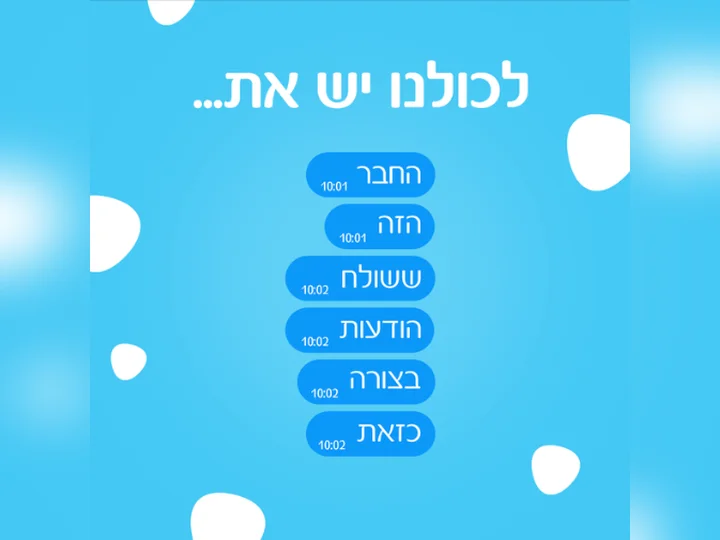 לכולנו יש את...
החבר 10:01
הזה 10:01
ששולח 10:02
הודעות 10:02
בצורה 10:02
כזאת 10:02